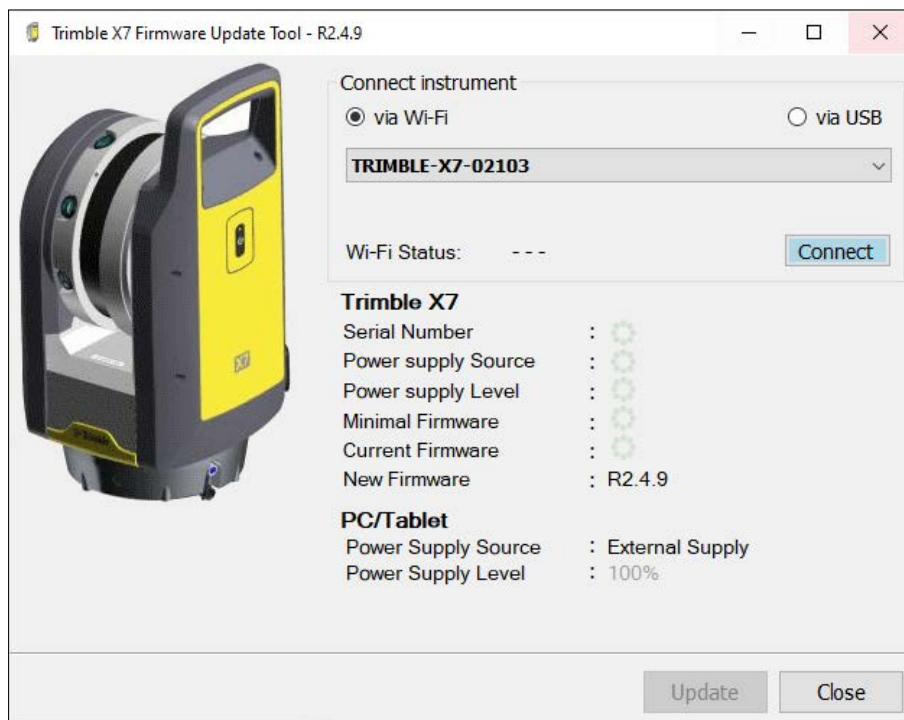 Trimble X7 Firmware Update Tool - R2.4.9
Connect instrument
via Wi-Fi
via USB
TRIMBLE-X7-02103
Wi-Fi Status: - - - Connect
Trimble X7
Serial Number :
Power supply Source :
Power supply Level :
Minimal Firmware :
Current Firmware :
New Firmware : R2.4.9
PC/Tablet
Power Supply Source : External Supply
Power Supply Level : 100%
Update Close
X7
Trimble